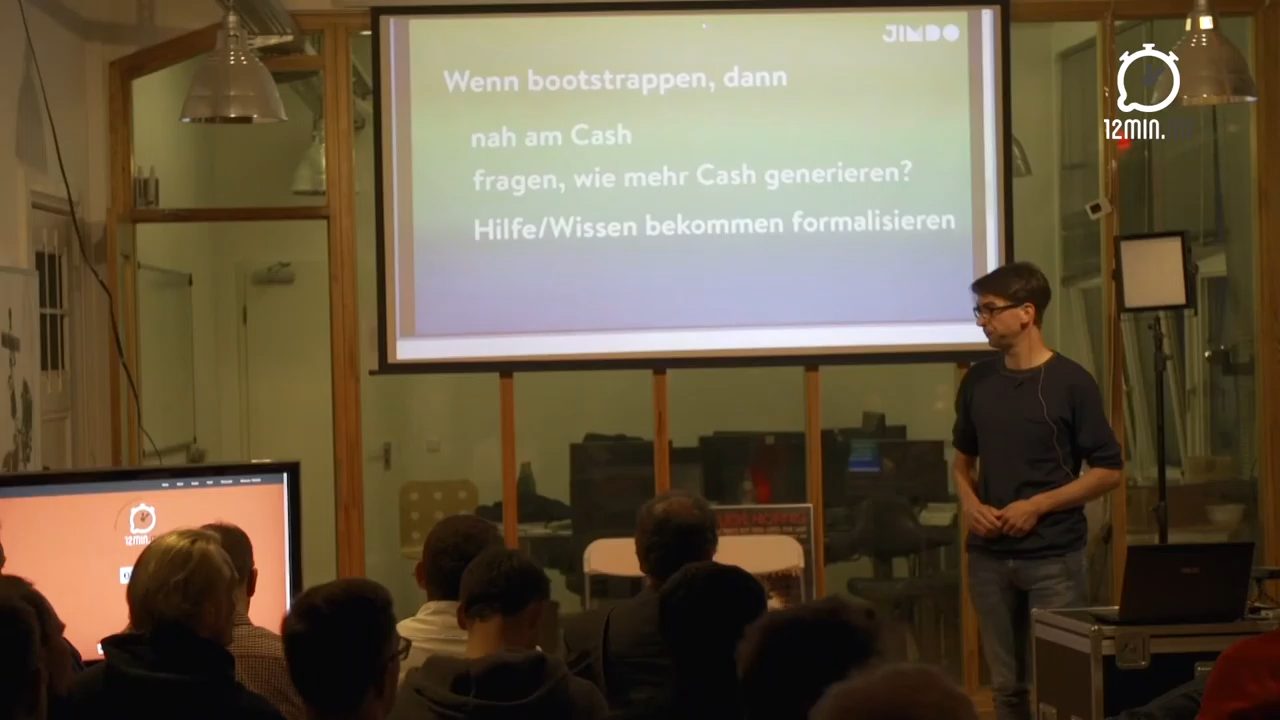 JIMDO
Wenn bootstrappen, dann
nah am Cash
fragen, wie mehr Cash generieren?
Hilfe/Wissen bekommen formalisieren
12min.
12min.